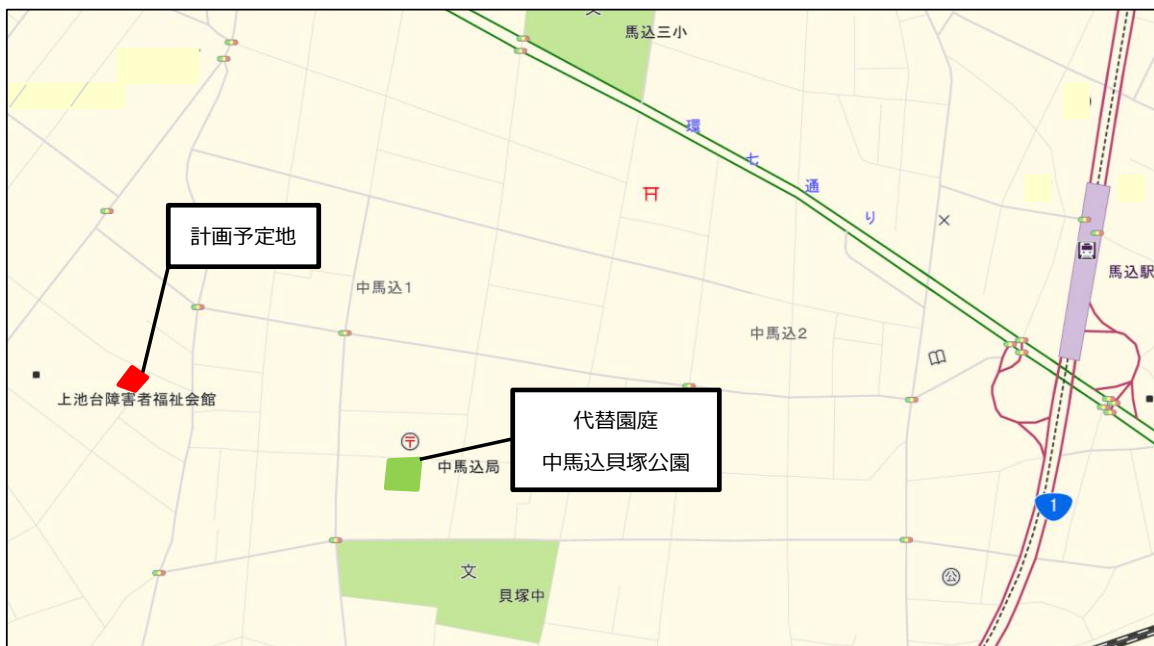 文
馬込三小
環七通り
計画予定地
馬込駅
中馬込1
中馬込2
上池台障害者福祉会館
代替園庭
中馬込貝塚公園
〒
中馬込局
1
文
貝塚中
公